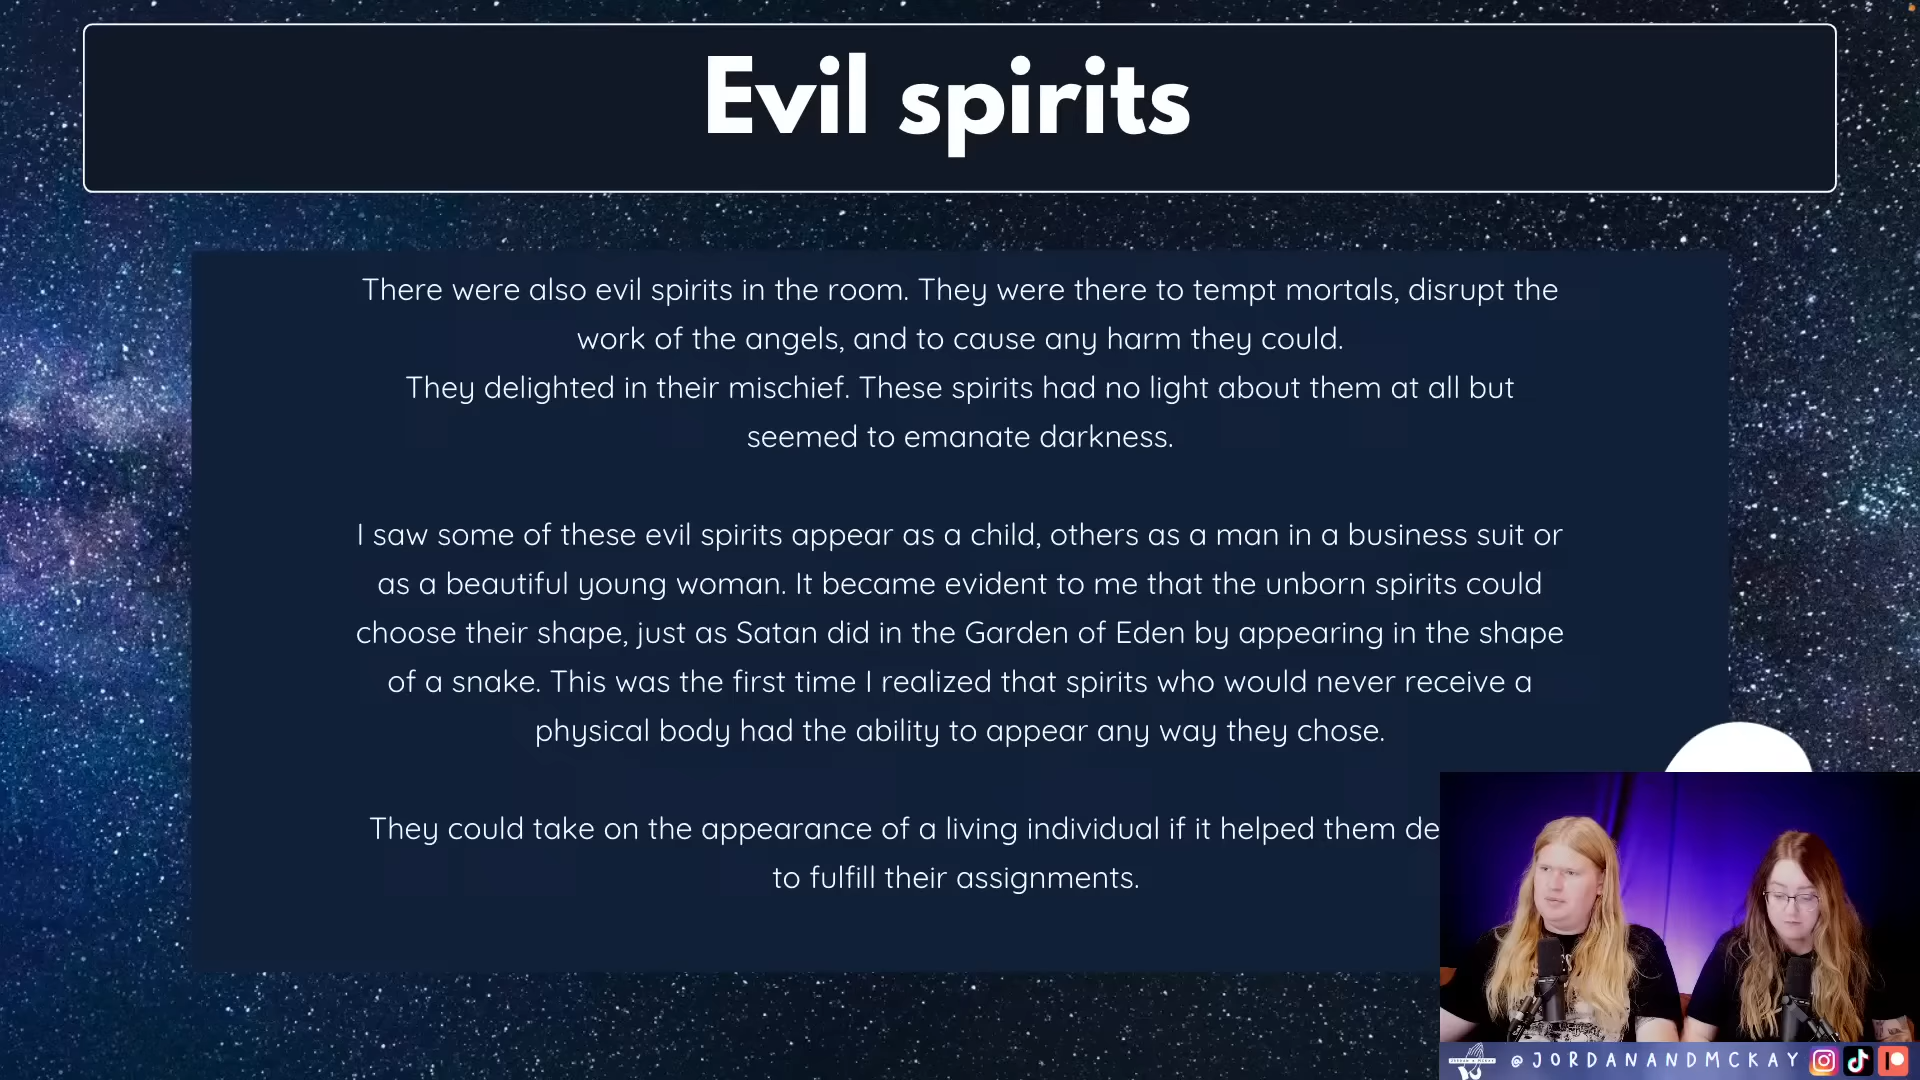 Evil spirits
There were also evil spirits in the room. They were there to tempt mortals, disrupt the
work of the angels, and to cause any harm they could.
They delighted in their mischief. These spirits had no light about them at all but
seemed to emanate darkness.
I saw some of these evil spirits appear as a child, others as a man in a business suit or
as a beautiful young woman. It became evident to me that the unborn spirits could
choose their shape, just as Satan did in the Garden of Eden by appearing in the shape
of a snake. This was the first time I realized that spirits who would never receive a
physical body had the ability to appear any way they chose.
They could take on the appearance of a living individual if it helped them de
to fulfill their assignments.
@JORDANANDMCKAY